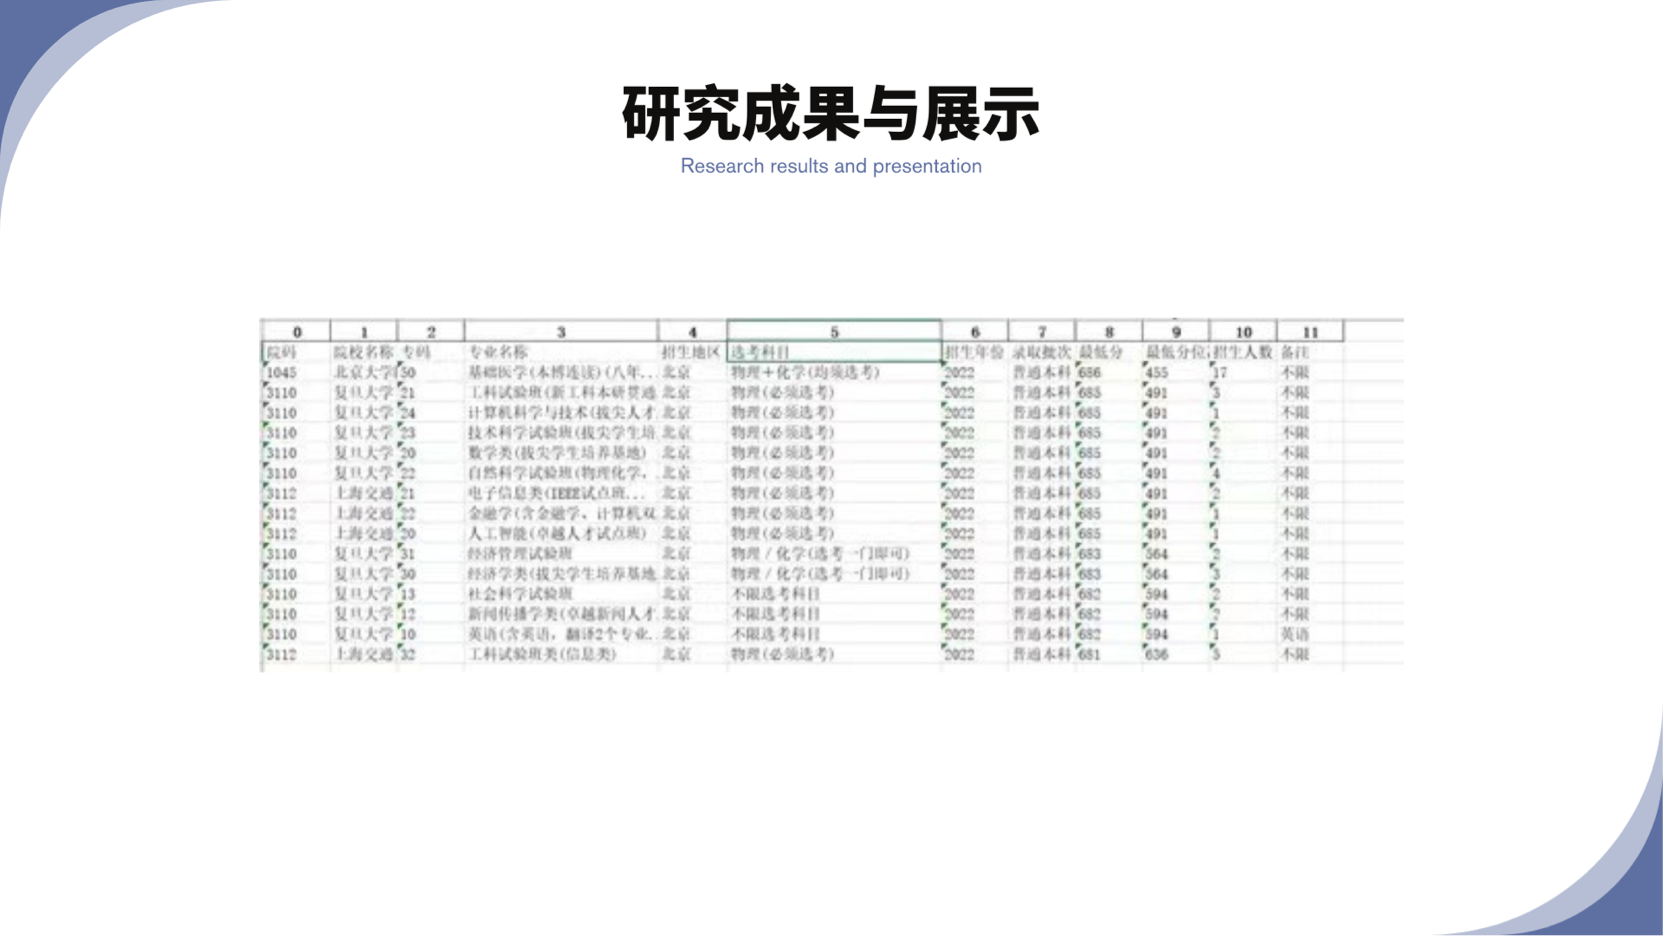 研究成果与展示
Research results and presentation
0 1 2 3 4 5 6 7 8 9 10 11
院码 院校名称 专码 专业名称 招生地区 选考科目 招生年份 录取批次 最低分 最低分位 招生人数 备注
1045 北京大学 50 基础医学(本博连读)(八年... 北京 物理+化学(均须选考) 2022 普通本科 686 455 17 不限
3110 复旦大学 21 工科试验班(新工科本研贯通 北京 物理(必须选考) 2022 普通本科 685 491 3 不限
3110 复旦大学 24 计算机科学与技术(拔尖人才 北京 物理(必须选考) 2022 普通本科 685 491 1 不限
3110 复旦大学 23 技术科学试验班(拔尖学生培 北京 物理(必须选考) 2022 普通本科 685 491 2 不限
3110 复旦大学 20 数学类(拔尖学生培养基地) 北京 物理(必须选考) 2022 普通本科 685 491 2 不限
3110 复旦大学 22 自然科学试验班(物理化学, 北京 物理(必须选考) 2022 普通本科 685 491 4 不限
3112 上海交通 21 电子信息类(IEEE试点班... 北京 物理(必须选考) 2022 普通本科 685 491 2 不限
3112 上海交通 22 金融学(含金融学、计算机双 北京 物理(必须选考) 2022 普通本科 685 491 1 不限
3112 上海交通 20 人工智能(卓越人才试点班) 北京 物理(必须选考) 2022 普通本科 685 491 1 不限
3110 复旦大学 31 经济管理试验班 北京 物理/化学(选考一门即可) 2022 普通本科 683 564 2 不限
3110 复旦大学 30 经济学类(拔尖学生培养基地 北京 物理/化学(选考一门即可) 2022 普通本科 683 564 3 不限
3110 复旦大学 13 社会科学试验班 北京 不限选考科目 2022 普通本科 682 594 2 不限
3110 复旦大学 12 新闻传播学类(卓越新闻人才 北京 不限选考科目 2022 普通本科 682 594 2 不限
3110 复旦大学 10 英语(含英语, 翻译2个专业.. 北京 不限选考科目 2022 普通本科 682 594 1 英语
3112 上海交通 32 工科试验班类(信息类) 北京 物理(必须选考) 2022 普通本科 681 636 5 不限